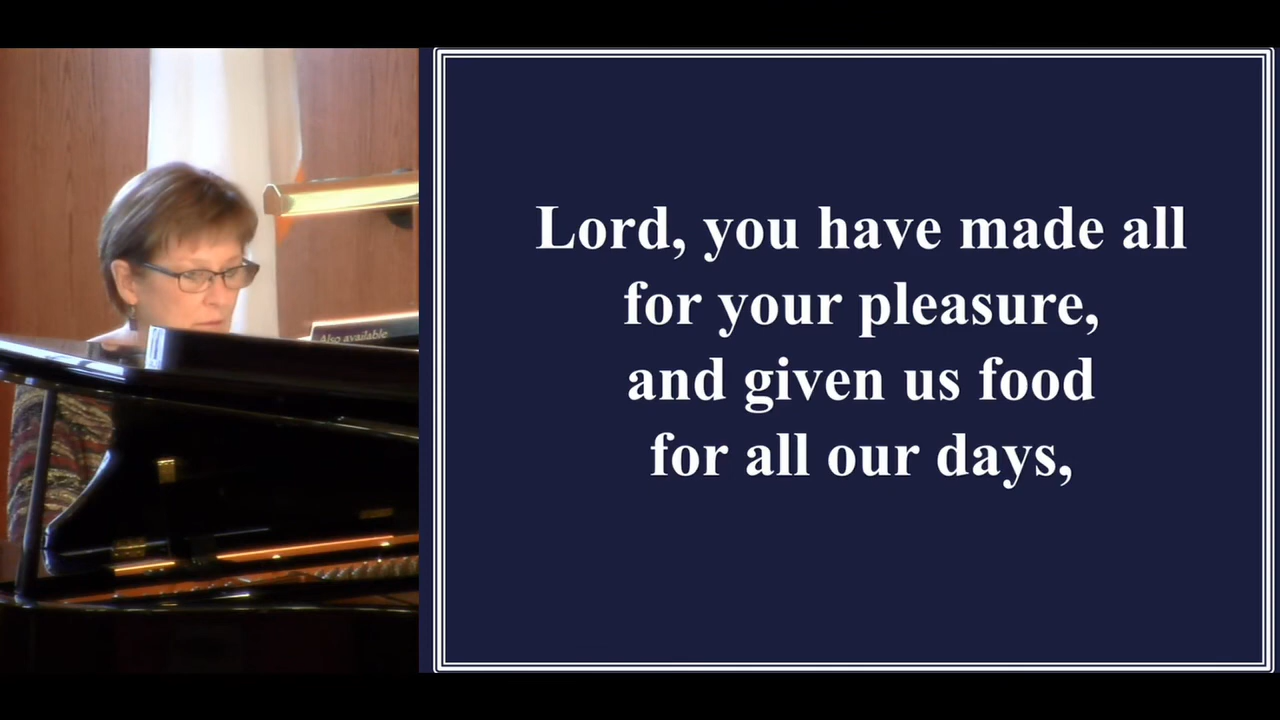 Also available
Lord, you have made all
for your pleasure,
and given us food
for all our days,